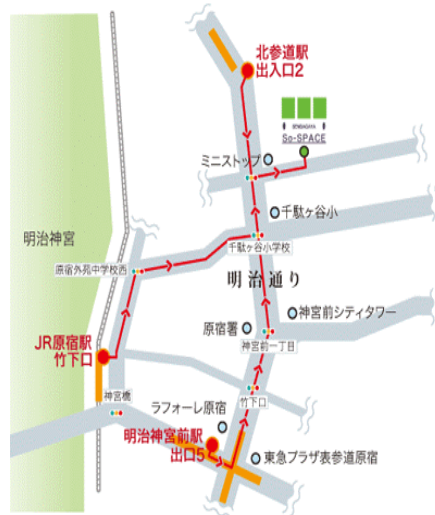 北参道駅
出入口2
SENDAGAYA
So-SPACE
ミニストップ
千駄ヶ谷小
明治神宮
千駄ヶ谷小学校
原宿外苑中学校西
明治通り
神宮前シティタワー
原宿署
神宮前一丁目
JR原宿駅
竹下口
竹下口
神宮橋
ラフォーレ原宿
明治神宮前駅
出口5
東急プラザ表参道原宿